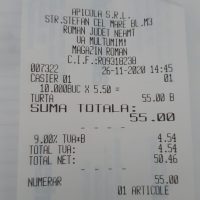 APICULA S.R.L.
STR.STEFAN CEL MARE BL.M3
ROMAN JUDET NEAMT
VA MULTUMIM!
MAGAZIN ROMAN
C.I.F.:RO9318238
007322 26-11-2020 14:45
CASIER 01 01
10.000BUC X 5.50 =
TURTA 55.00 B
SUMA TOTALA:
55.00
9.00% TVA*B 4.54
TOTAL TVA: 4.54
TOTAL NET: 50.46
NUMERAR 55.00
01 ARTICOLE